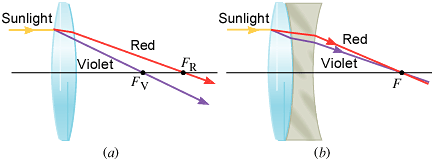 Sunlight
Red
F_R
Violet
F_V
(a)
Sunlight
Red
Violet
F
(b)